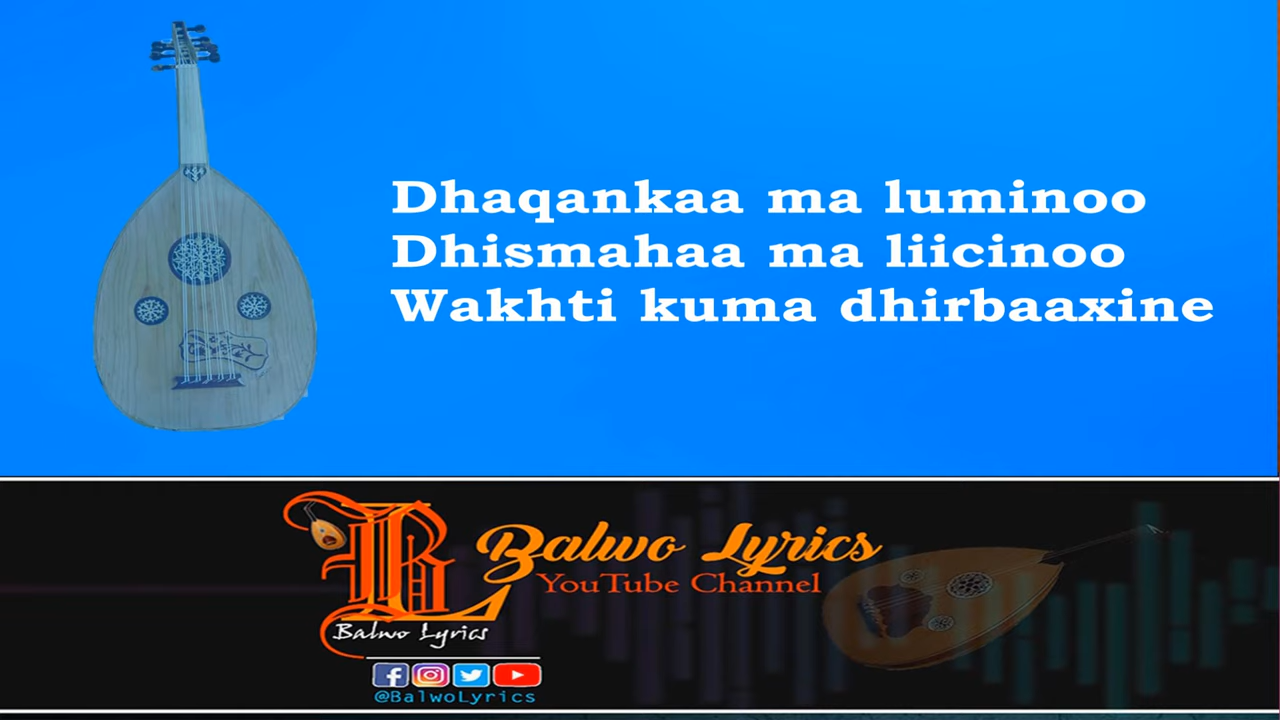 Dhaqankaa ma luminoo
Dhismahaa ma liicinoo
Wakhti kuma dhirbaaxine
Balwo Lyrics
YouTube Channel
Balwo Lyrics
@BalwoLyrics